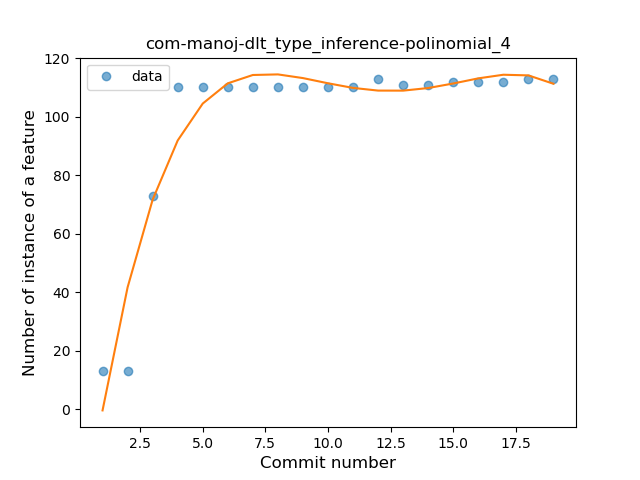 com-manoj-dlt_type_inference-polinomial_4
data
Number of instance of a feature
120
100
80
60
40
20
0
2.5 5.0 7.5 10.0 12.5 15.0 17.5
Commit number